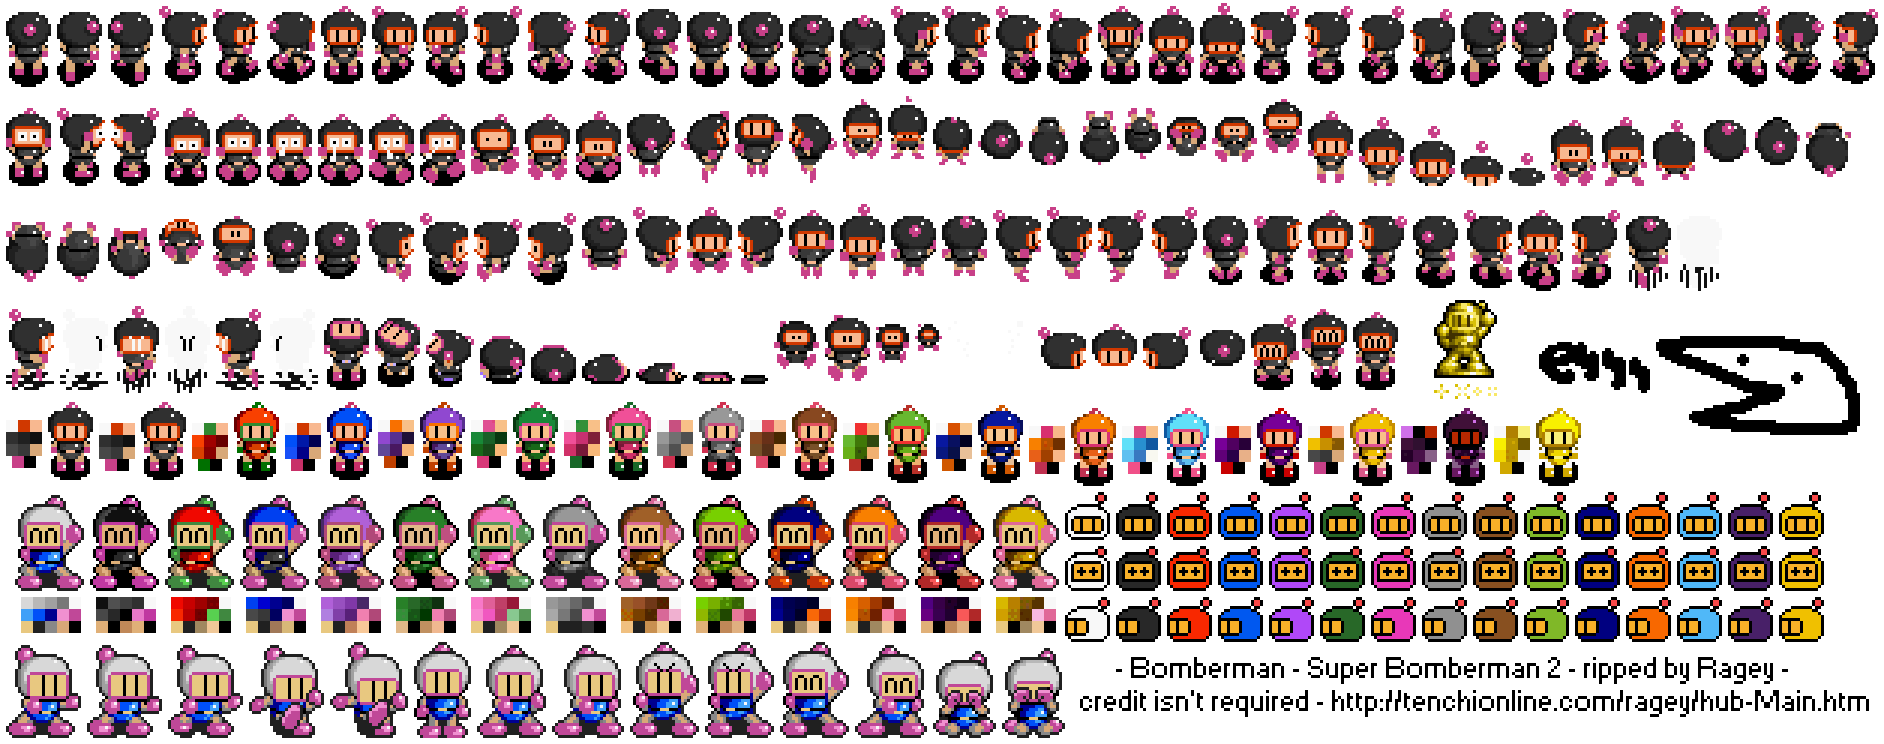 - Bomberman - Super Bomberman 2 - ripped by Ragey -
credit isn't required - http://tenchionline.com/ragey/hub-Main.htm